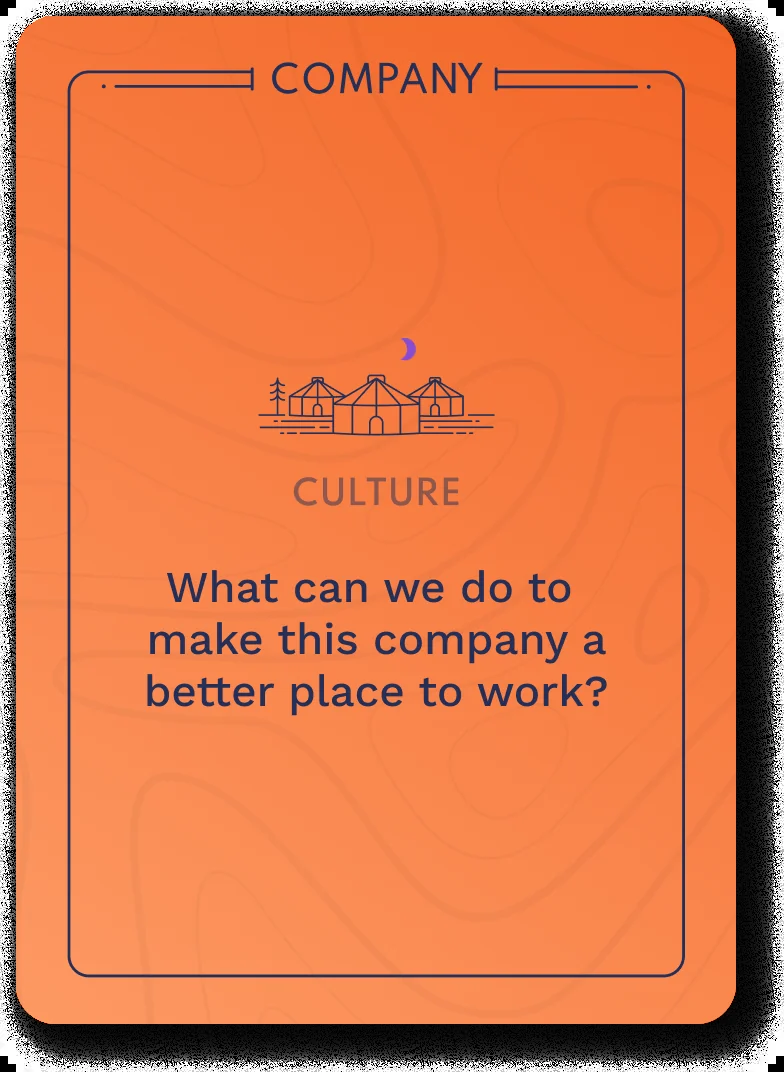 COMPANY
CULTURE
What can we do to
make this company a
better place to work?